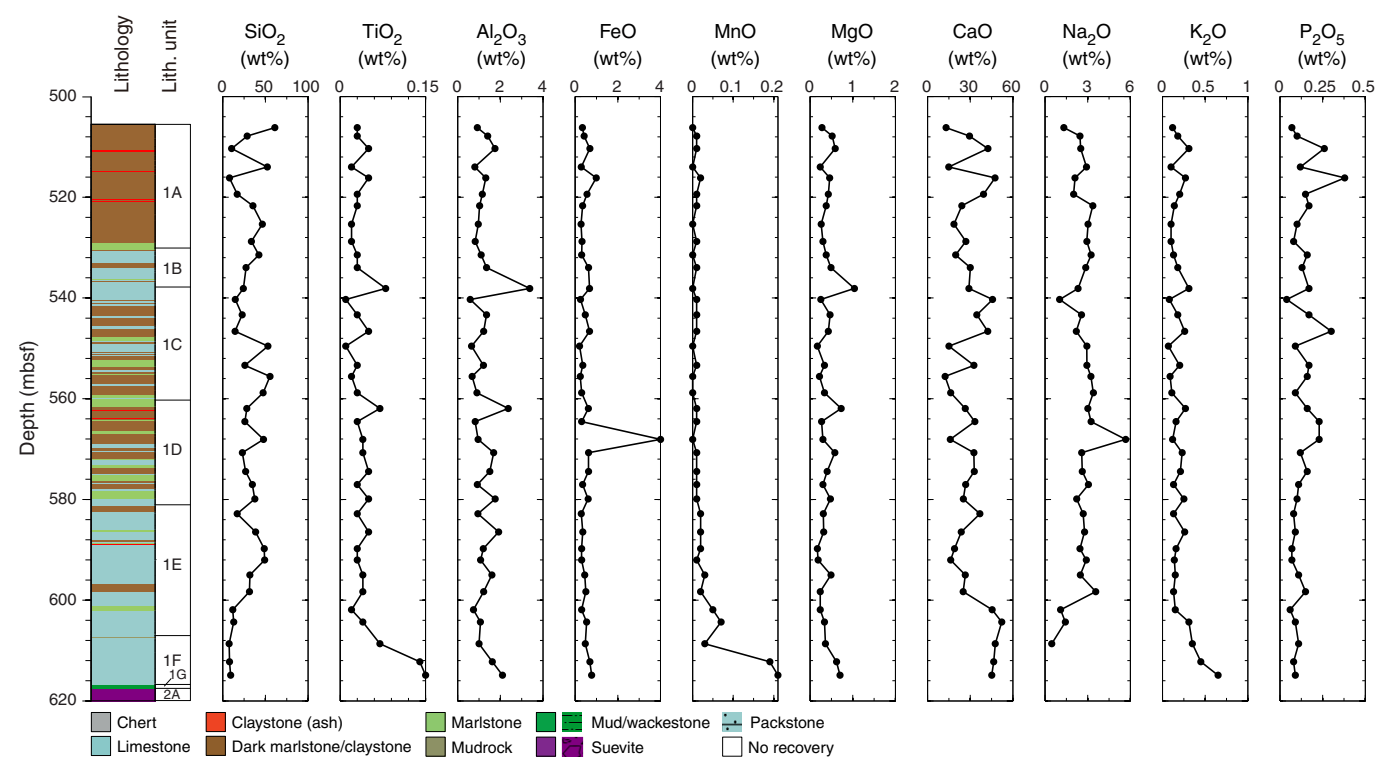 Lithology
Lith. unit
SiO2 TiO2 Al2O3 FeO MnO MgO CaO Na2O K2O P2O5
(wt%) (wt%) (wt%) (wt%) (wt%) (wt%) (wt%) (wt%) (wt%) (wt%)
0 50 100 0 0.15 0 2 4 0 2 4 0 0.1 0.2 0 1 2 0 30 60 0 3 6 0 0.5 1 0 0.25 0.5
Depth (mbsf)
500
520
540
560
580
600
620
1A
1B
1C
1D
1E
1F
1G
2A
Chert Claystone (ash) Marlstone Mud/wackestone Packstone
Limestone Dark marlstone/claystone Mudrock Suevite No recovery